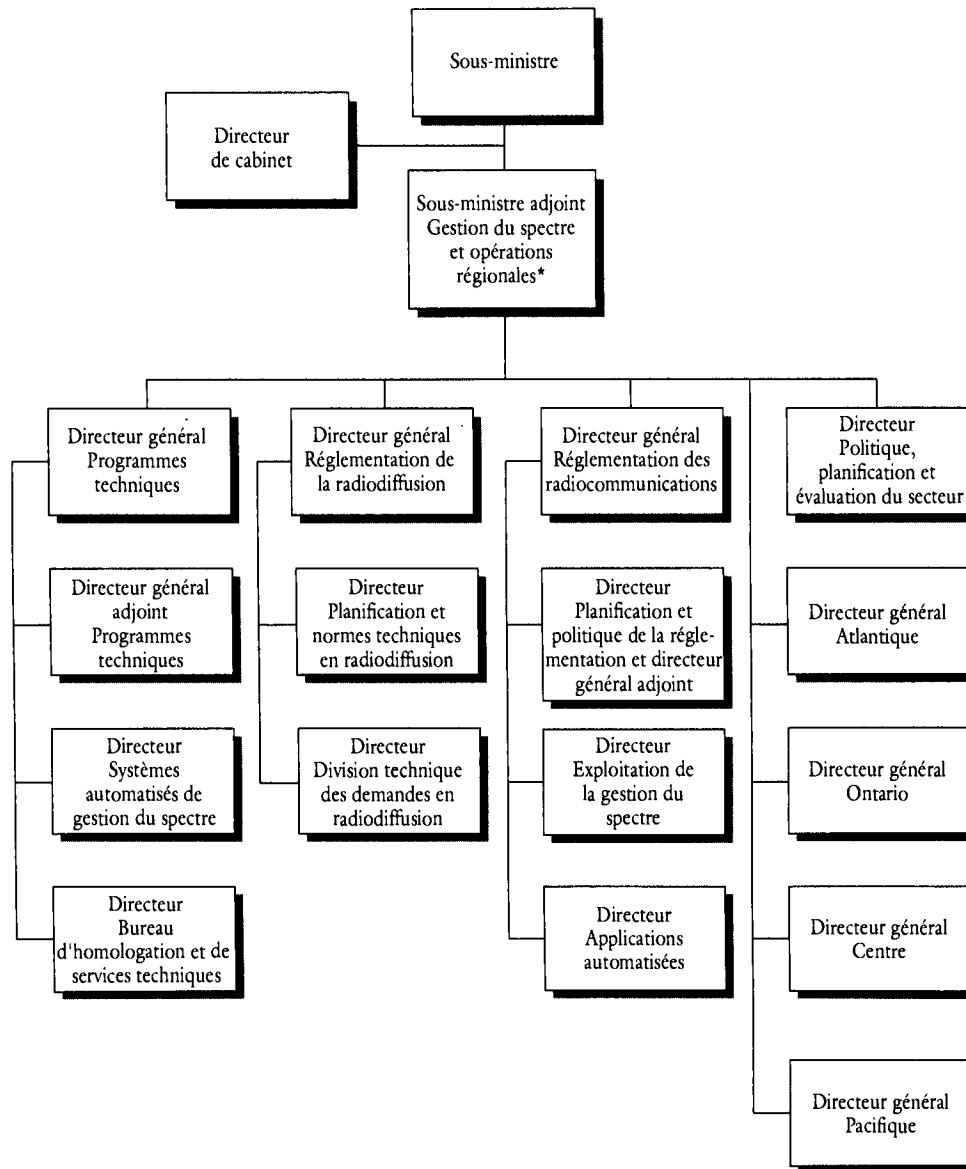 Sous-ministre
Directeur
de cabinet
Sous-ministre adjoint
Gestion du spectre
et opérations
régionales*
Directeur général
Programmes
techniques
Directeur général
Réglementation de
la radiodiffusion
Directeur général
Réglementation des
radiocommunications
Directeur
Politique,
planification et
évaluation du secteur
Directeur général
adjoint
Programmes
techniques
Directeur
Planification et
normes techniques
en radiodiffusion
Directeur
Planification et
politique de la régle-
mentation et directeur
général adjoint
Directeur général
Atlantique
Directeur
Systèmes
automatisés de
gestion du spectre
Directeur
Division technique
des demandes en
radiodiffusion
Directeur
Exploitation de
la gestion du
spectre
Directeur général
Ontario
Directeur
Bureau
d'homologation et de
services techniques
Directeur
Applications
automatisées
Directeur général
Centre
Directeur général
Pacifique